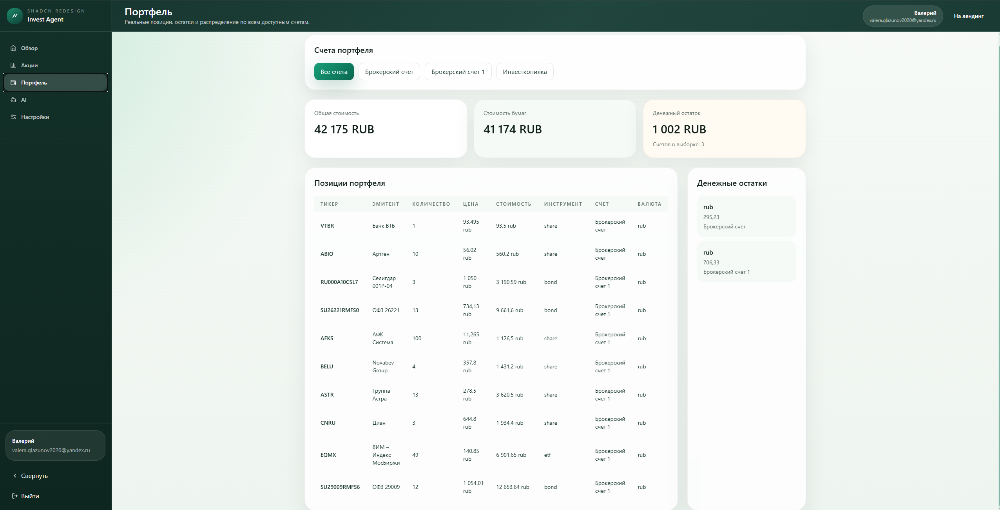 SHADCN REDESIGN
Invest Agent
Обзор
Акции
Портфель
AI
Настройки
Валерий
valera.glazunov2020@yandex.ru
Свернуть
Выйти
Портфель
Реальные позиции, остатки и распределение по всем доступным счетам.
Валерий
valera.glazunov2020@yandex.ru
На лендинг
Счета портфеля
Все счета Брокерский счет Брокерский счет 1 Инвесткопилка
Общая стоимость
42 175 RUB
Стоимость бумаг
41 174 RUB
Денежный остаток
1 002 RUB
Счетов в выборке: 3
Позиции портфеля
ТИКЕР ЭМИТЕНТ КОЛИЧЕСТВО ЦЕНА СТОИМОСТЬ ИНСТРУМЕНТ СЧЕТ ВАЛЮТА
VTBR Банк ВТБ 1 93,495 rub 93,5 rub share Брокерский счет rub
ABIO Артген 10 56,02 rub 560,2 rub share Брокерский счет rub
RU000A10C5L7 Селигдар 001P-04 3 1 050 rub 3 190,59 rub bond Брокерский счет 1 rub
SU26221RMFS0 ОФЗ 26221 13 734,13 rub 9 661,6 rub bond Брокерский счет 1 rub
AFKS АФК Система 100 11,265 rub 1 126,5 rub share Брокерский счет 1 rub
BELU Novabev Group 4 357,8 rub 1 431,2 rub share Брокерский счет 1 rub
ASTR Группа Астра 13 278,5 rub 3 620,5 rub share Брокерский счет 1 rub
CNRU Циан 3 644,8 rub 1 934,4 rub share Брокерский счет 1 rub
EQMX ВИМ – Индекс МосБиржи 49 140,85 rub 6 901,65 rub etf Брокерский счет 1 rub
SU29009RMFS6 ОФЗ 29009 12 1 054,01 rub 12 653,64 rub bond Брокерский счет 1 rub
Денежные остатки
rub
295,23
Брокерский счет
rub
706,33
Брокерский счет 1